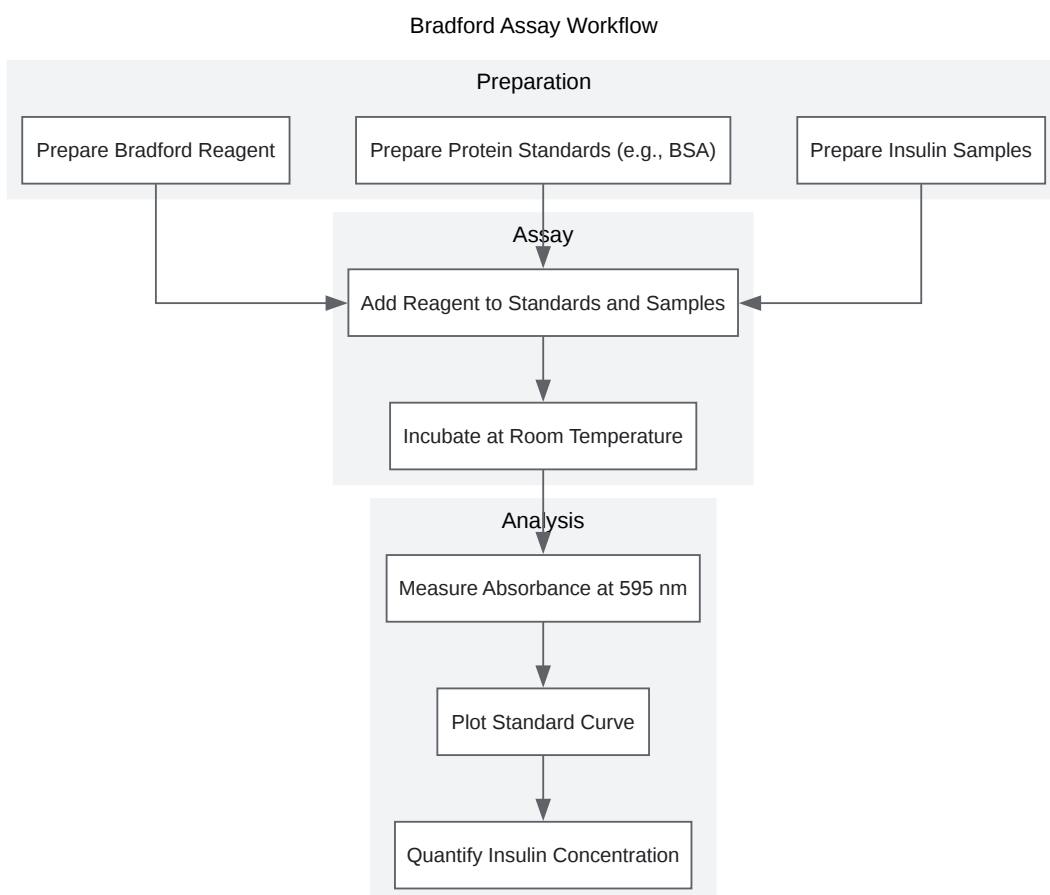 Bradford Assay Workflow
Preparation
Prepare Bradford Reagent
Prepare Protein Standards (e.g., BSA)
Prepare Insulin Samples
Assay
Add Reagent to Standards and Samples
Incubate at Room Temperature
Analysis
Measure Absorbance at 595 nm
Plot Standard Curve
Quantify Insulin Concentration